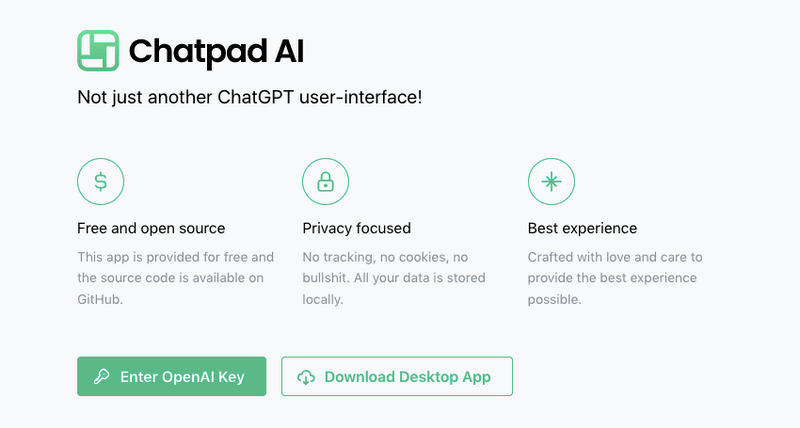 Chatpad AI
Not just another ChatGPT user-interface!
Free and open source
This app is provided for free and
the source code is available on
GitHub.
Privacy focused
No tracking, no cookies, no
bullshit. All your data is stored
locally.
Best experience
Crafted with love and care to
provide the best experience
possible.
Enter OpenAI Key
Download Desktop App